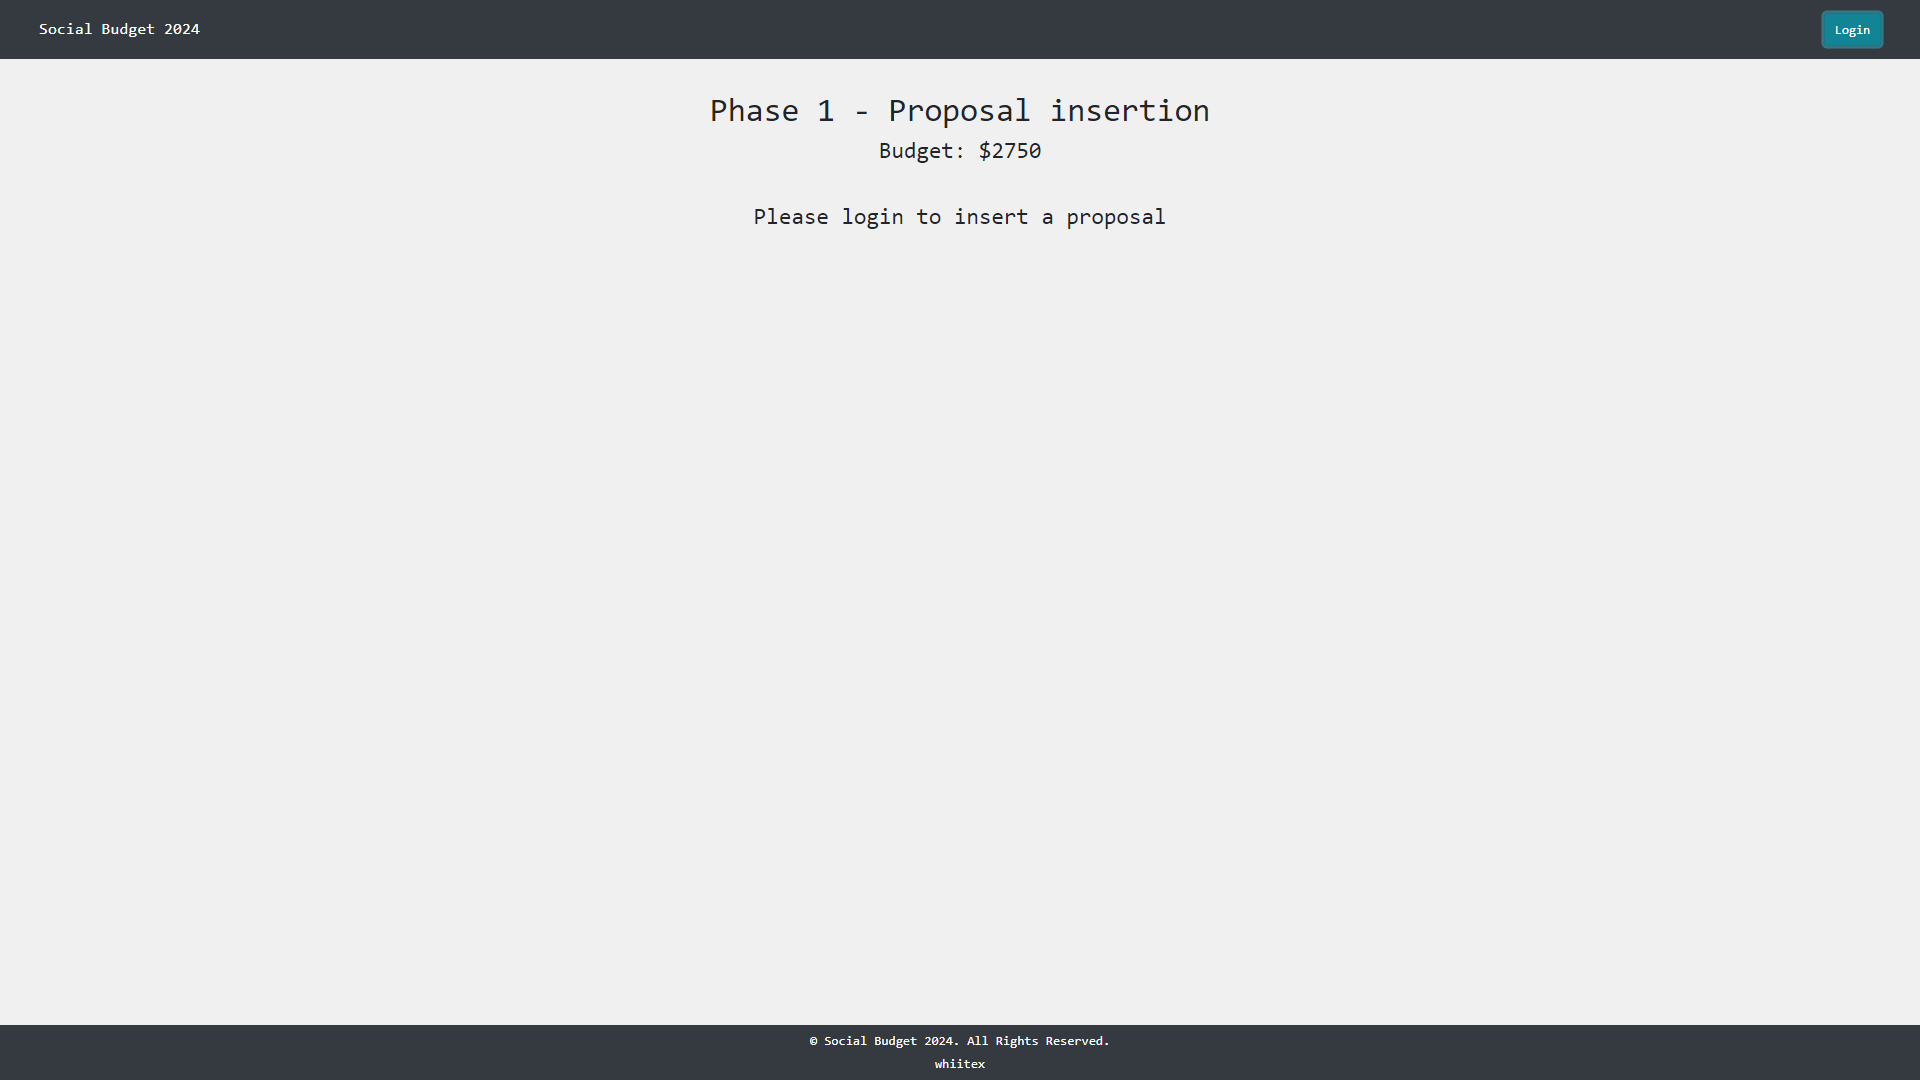 Social Budget 2024
Login
Phase 1 - Proposal insertion
Budget: $2750
Please login to insert a proposal
© Social Budget 2024. All Rights Reserved.
whiitex